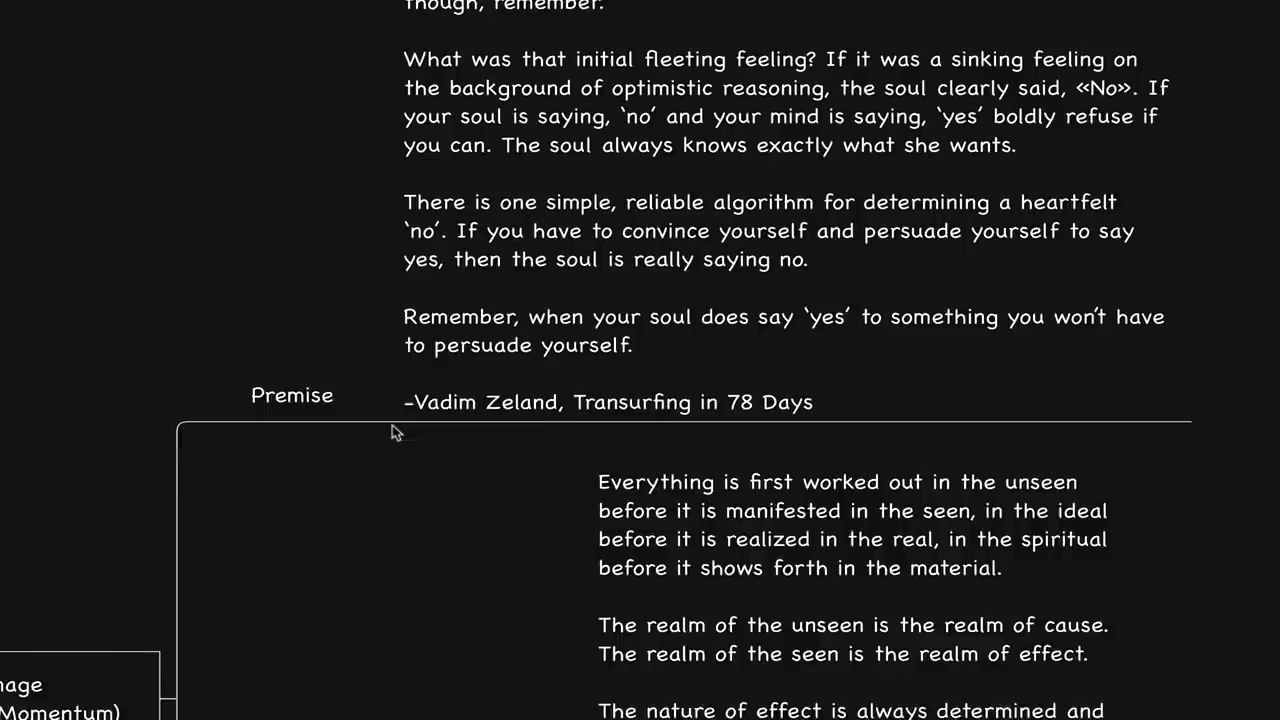 though, remember.
What was that initial fleeting feeling? If it was a sinking feeling on
the background of optimistic reasoning, the soul clearly said, «No». If
your soul is saying, ‘no’ and your mind is saying, ‘yes’ boldly refuse if
you can. The soul always knows exactly what she wants.
There is one simple, reliable algorithm for determining a heartfelt
‘no’. If you have to convince yourself and persuade yourself to say
yes, then the soul is really saying no.
Remember, when your soul does say ‘yes’ to something you won’t have
to persuade yourself.
Premise
–Vadim Zeland, Transurfing in 78 Days
Everything is first worked out in the unseen
before it is manifested in the seen, in the ideal
before it is realized in the real, in the spiritual
before it shows forth in the material.
The realm of the unseen is the realm of cause.
The realm of the seen is the realm of effect.
The nature of effect is always determined and
Momentum)